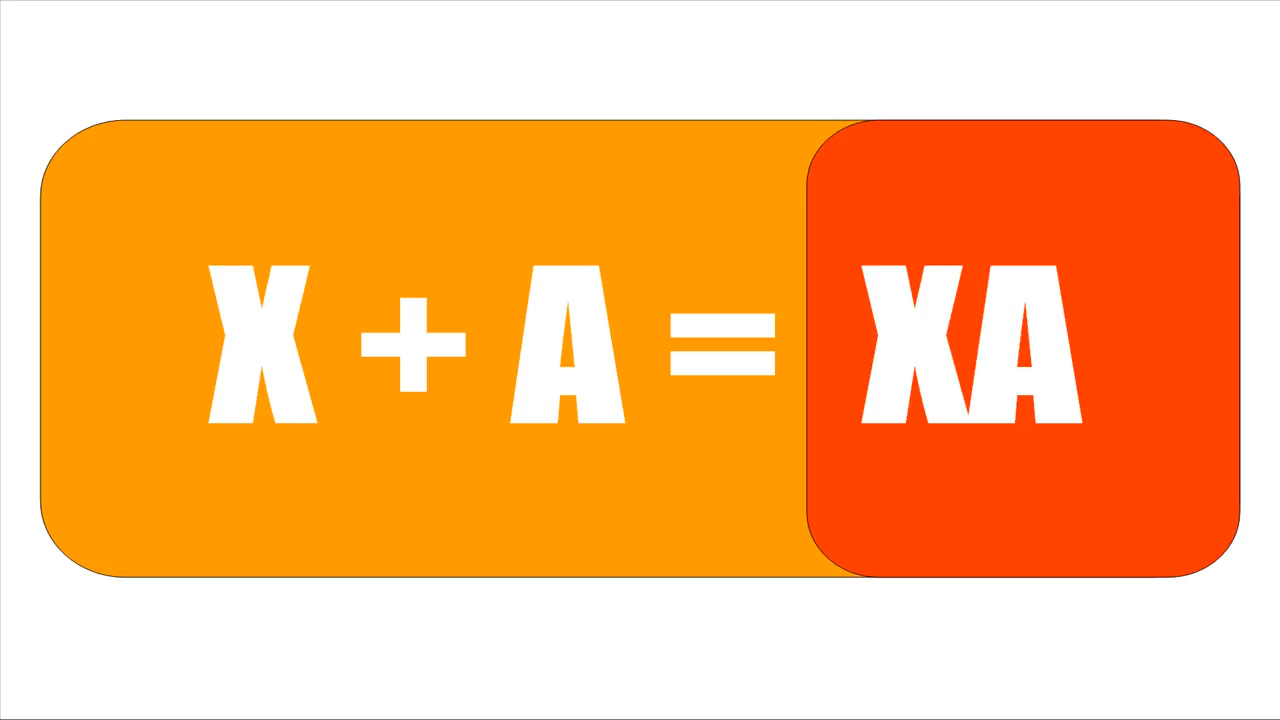 X + A = XA